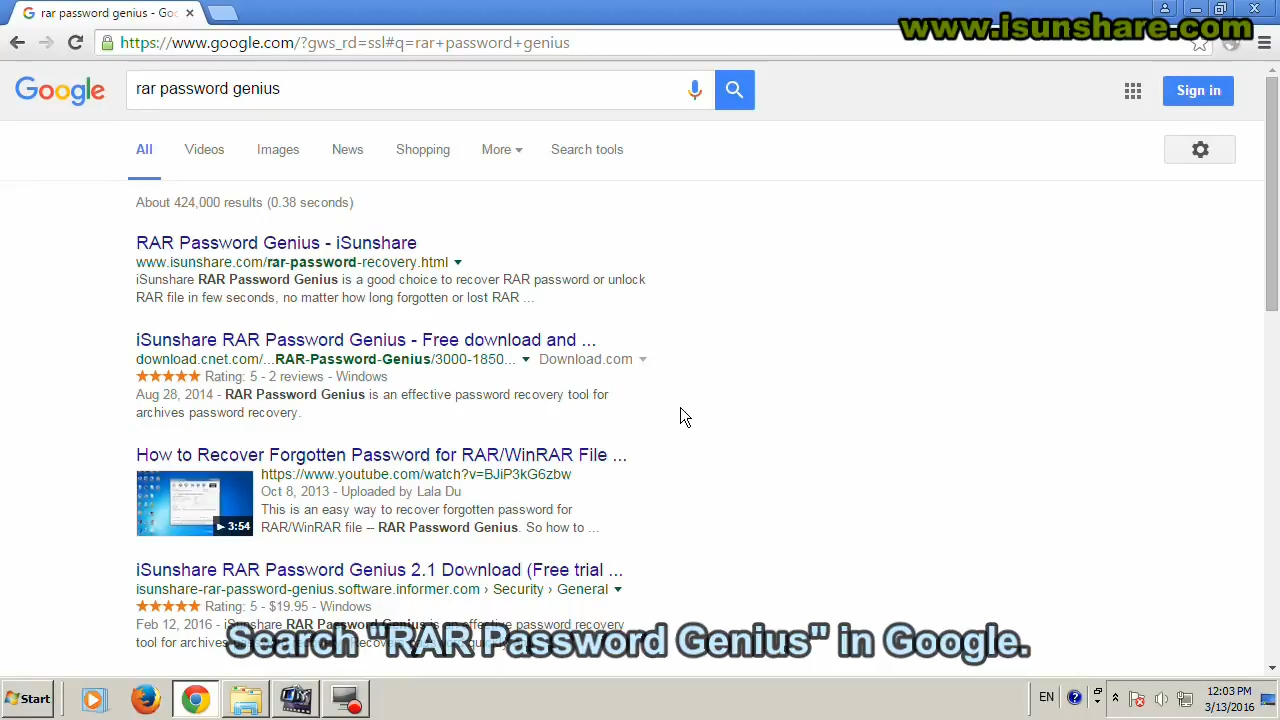 rar password genius - Goo
www.isunshare.com
https://www.google.com/?gws_rd=ssl#q=rar+password+genius
Google
rar password genius
Sign in
All Videos Images News Shopping More Search tools
About 424,000 results (0.38 seconds)
RAR Password Genius - iSunshare
www.isunshare.com/rar-password-recovery.html
iSunshare RAR Password Genius is a good choice to recover RAR password or unlock
RAR file in few seconds, no matter how long forgotten or lost RAR ...
iSunshare RAR Password Genius - Free download and ...
download.cnet.com/...RAR-Password-Genius/3000-1850... Download.com
Rating: 5 - 2 reviews - Windows
Aug 28, 2014 - RAR Password Genius is an effective password recovery tool for
archives password recovery.
How to Recover Forgotten Password for RAR/WinRAR File ...
https://www.youtube.com/watch?v=BJiP3kG6zbw
Oct 8, 2013 - Uploaded by Lala Du
This is an easy way to recover forgotten password for
RAR/WinRAR file -- RAR Password Genius. So how to ...
3:54
iSunshare RAR Password Genius 2.1 Download (Free trial ...
isunshare-rar-password-genius.software.informer.com › Security › General
Rating: 5 - $19.95 - Windows
Feb 12, 2016 - iSunshare RAR Password Genius is an effective password recovery
tool for archives
Search "RAR Password Genius" in Google.
Start
EN
12:03 PM
3/13/2016